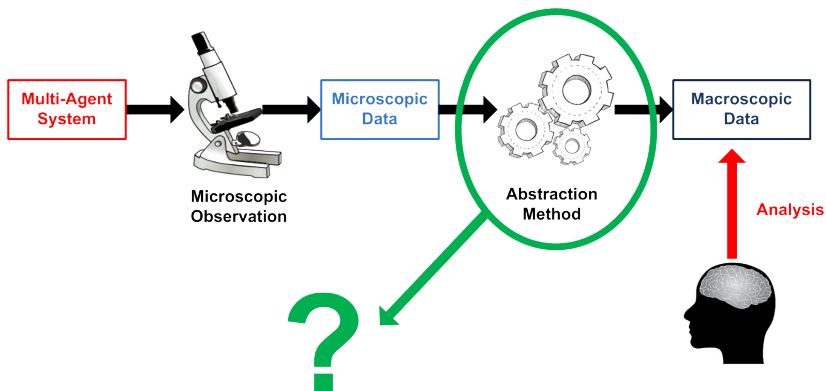 Multi-Agent
System
Microscopic
Observation
Microscopic
Data
Abstraction
Method
Macroscopic
Data
Analysis
?